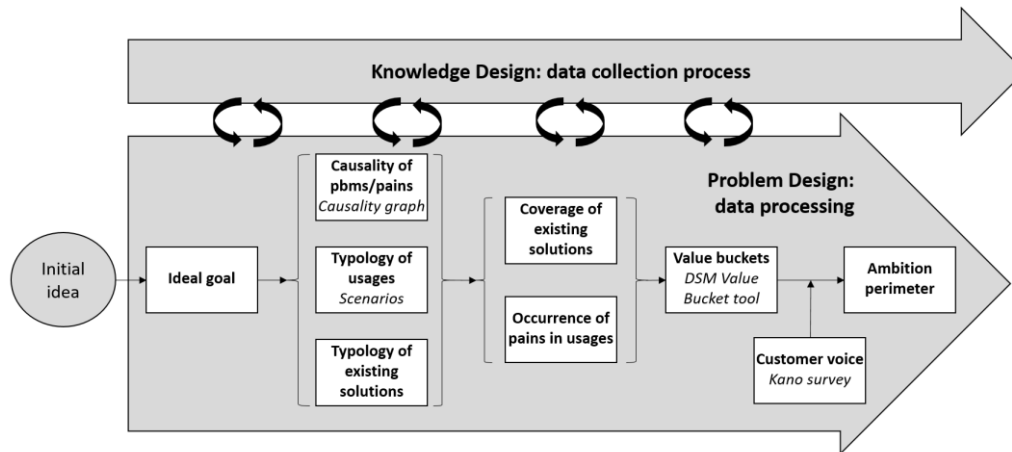 Knowledge Design: data collection process
Problem Design:
data processing
Initial
idea
Ideal goal
Causality of
pbms/pains
Causality graph
Typology of
usages
Scenarios
Typology of
existing
solutions
Coverage of
existing
solutions
Occurrence of
pains in usages
Value buckets
DSM Value
Bucket tool
Customer voice
Kano survey
Ambition
perimeter